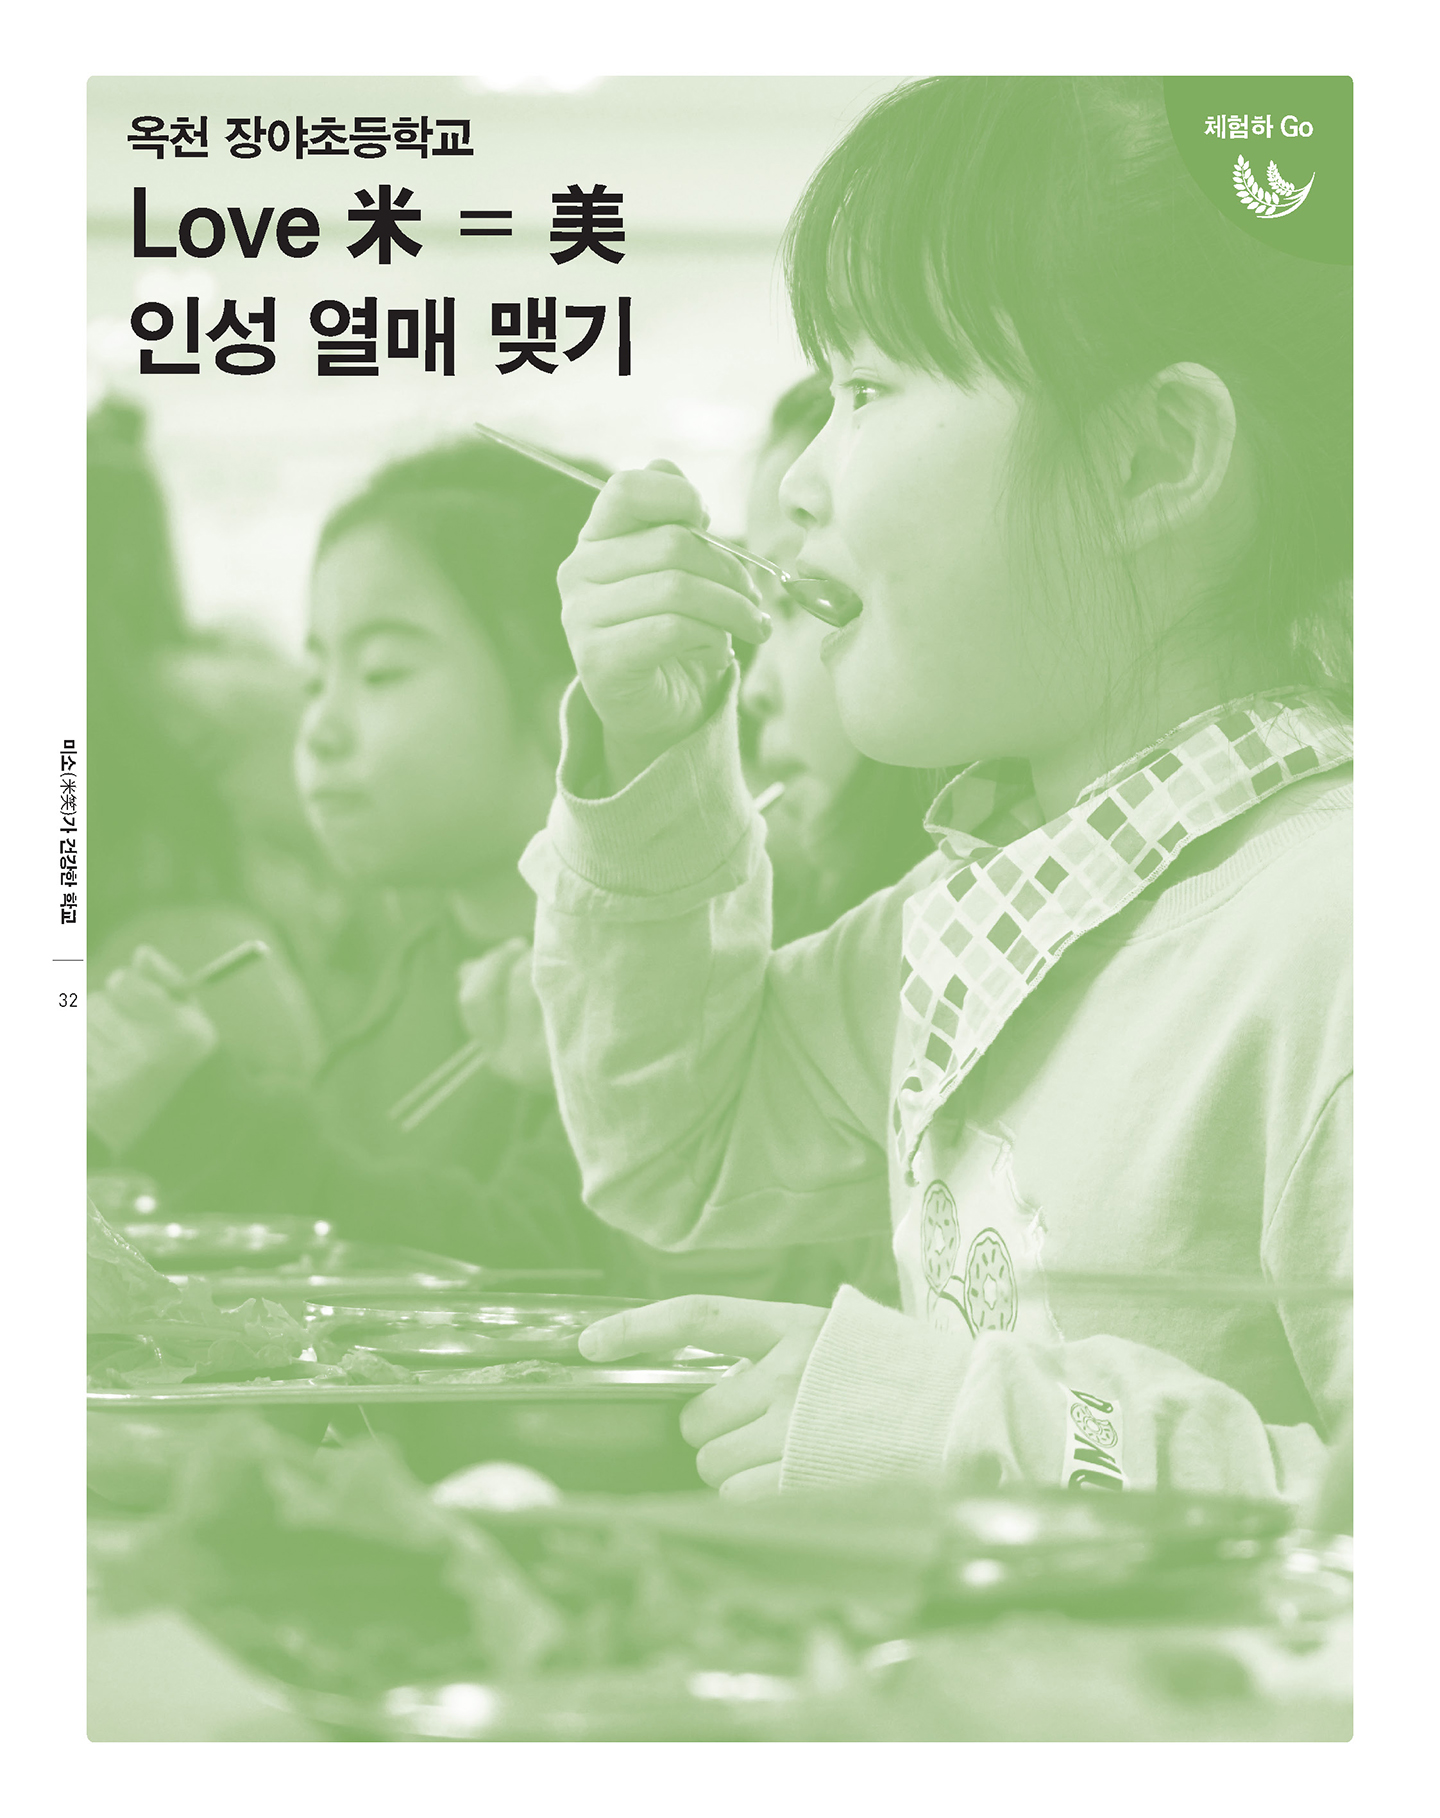 옥천 장야초등학교
Love 米 = 美
인성 열매 맺기
체험하 Go
미소(米笑)가 건강한 학교
32